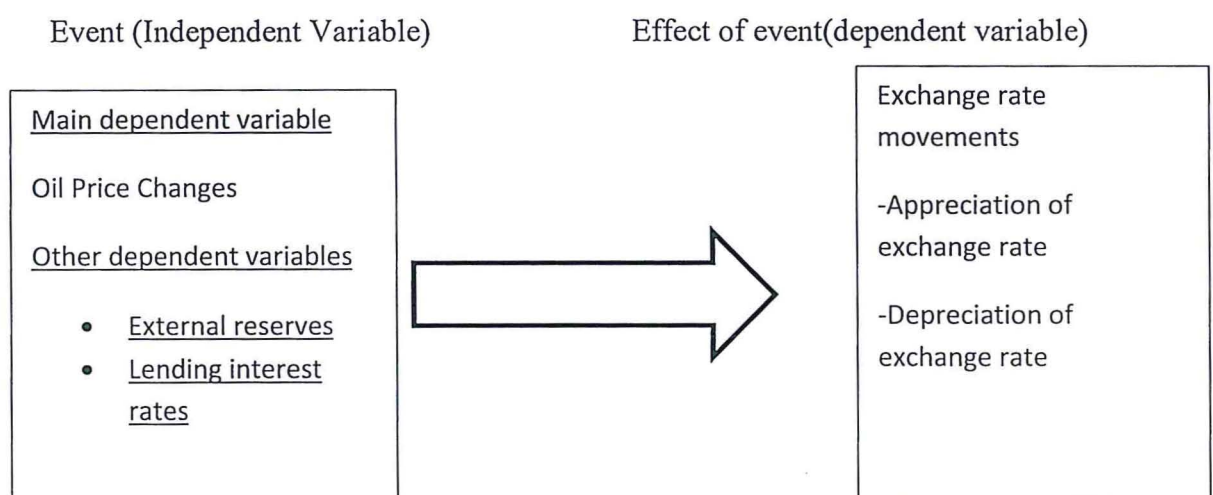 Event (Independent Variable)
Effect of event(dependent variable)
Main dependent variable
Oil Price Changes
Other dependent variables
• External reserves
• Lending interest
rates
Exchange rate
movements
-Appreciation of
exchange rate
-Depreciation of
exchange rate